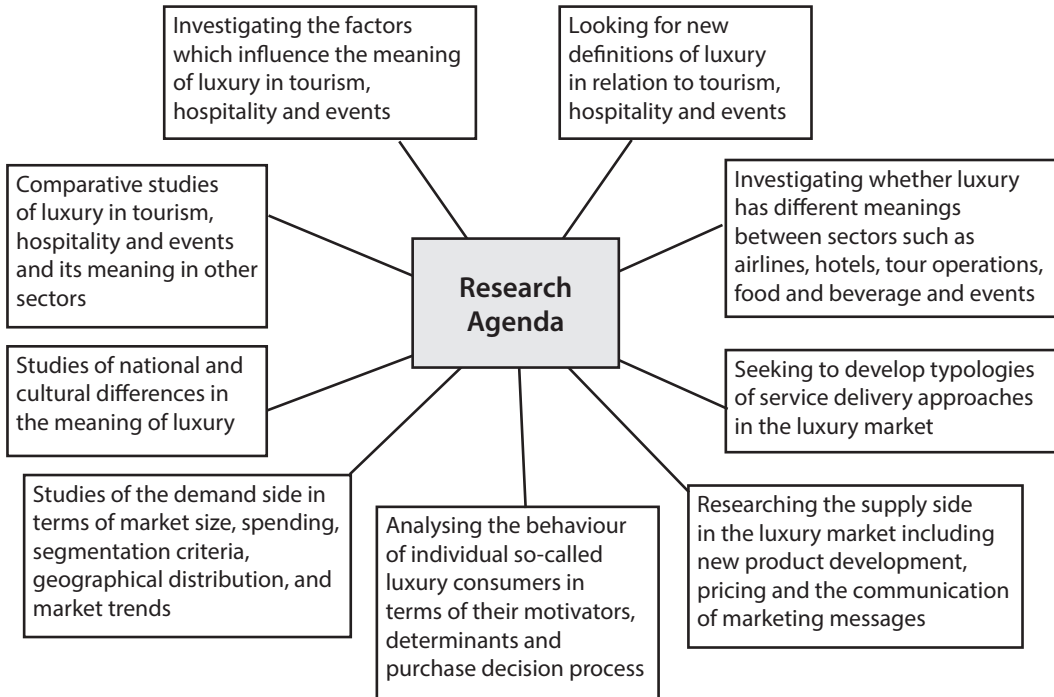 Investigating the factors
which influence the meaning
of luxury in tourism,
hospitality and events
Looking for new
definitions of luxury
in relation to tourism,
hospitality and events
Comparative studies
of luxury in tourism,
hospitality and events
and its meaning in other
sectors
Research
Agenda
Investigating whether luxury
has different meanings
between sectors such as
airlines, hotels, tour operations,
food and beverage and events
Studies of national and
cultural differences in
the meaning of luxury
Seeking to develop typologies
of service delivery approaches
in the luxury market
Studies of the demand side in
terms of market size, spending,
segmentation criteria,
geographical distribution, and
market trends
Analysing the behaviour
of individual so-called
luxury consumers in
terms of their motivators,
determinants and
purchase decision process
Researching the supply side
in the luxury market including
new product development,
pricing and the communication
of marketing messages